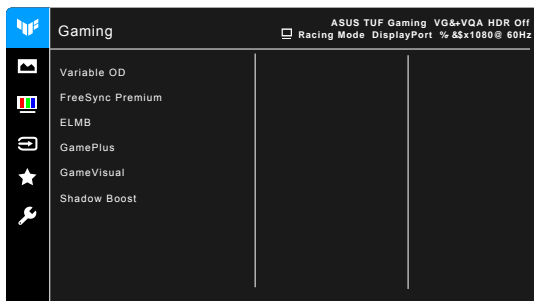 Gaming
ASUS TUF Gaming VG&+VQA HDR Off
Racing Mode DisplayPort % &$x1080@ 60Hz
Variable OD
FreeSync Premium
ELMB
GamePlus
GameVisual
Shadow Boost